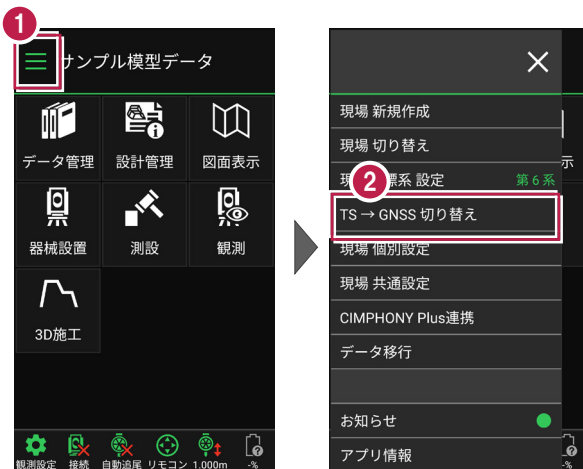 1
サンプル模型データ
データ管理
設計管理
図面表示
器械設置
測設
観測
3D施工
観測設定
接続
自動追尾
リモコン
1.000m
-%
現場 新規作成
現場 切り替え
2
系 設定 第6系
TS → GNSS 切り替え
現場 個別設定
現場 共通設定
CIMPHONY Plus連携
データ移行
お知らせ
アプリ情報
示
-%